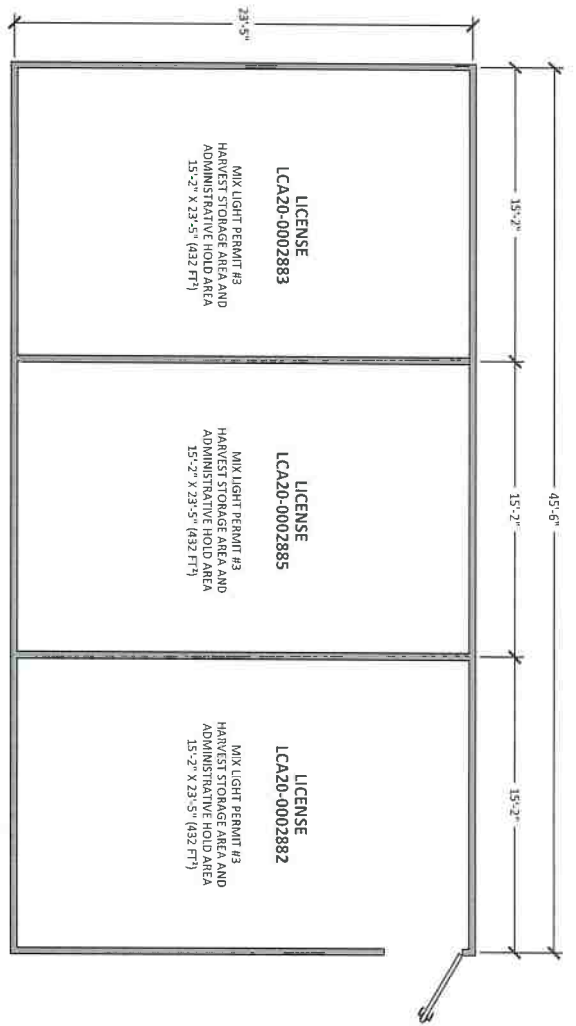 45'-6"
15'-2"
15'-2"
15'-2"
23'-5"
LICENSE
LCA20-0002883
MIX LIGHT PERMIT #3
HARVEST STORAGE AREA AND
ADMINISTRATIVE HOLD AREA
15'-2" X 23'-5" (432 FT²)
LICENSE
LCA20-0002885
MIX LIGHT PERMIT #3
HARVEST STORAGE AREA AND
ADMINISTRATIVE HOLD AREA
15'-2" X 23'-5" (432 FT²)
LICENSE
LCA20-0002882
MIX LIGHT PERMIT #3
HARVEST STORAGE AREA AND
ADMINISTRATIVE HOLD AREA
15'-2" X 23'-5" (432 FT²)